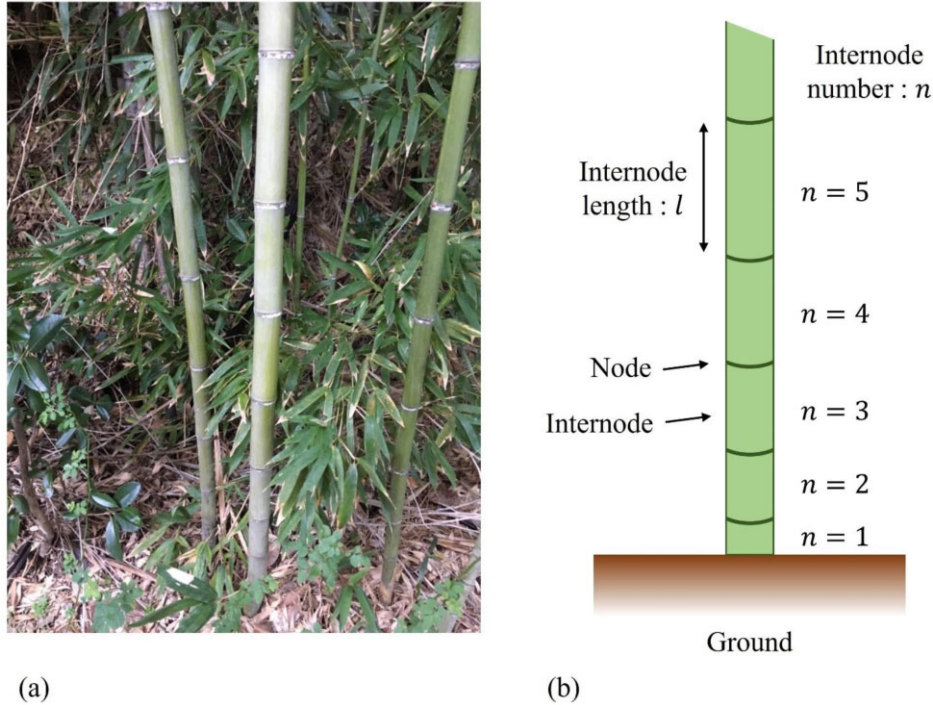 Internode
number : n
Internode
length : l
n = 5
n = 4
Node
Internode
n = 3
n = 2
n = 1
Ground
(a)
(b)